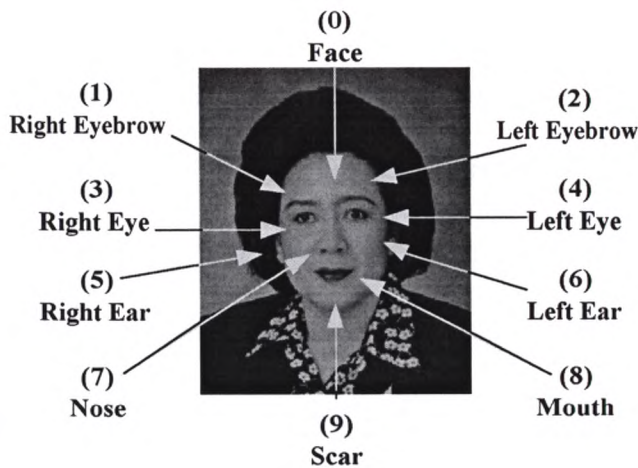 (0)
Face
(1)
Right Eyebrow
(2)
Left Eyebrow
(3)
Right Eye
(4)
Left Eye
(5)
Right Ear
(6)
Left Ear
(7)
Nose
(8)
Mouth
(9)
Scar